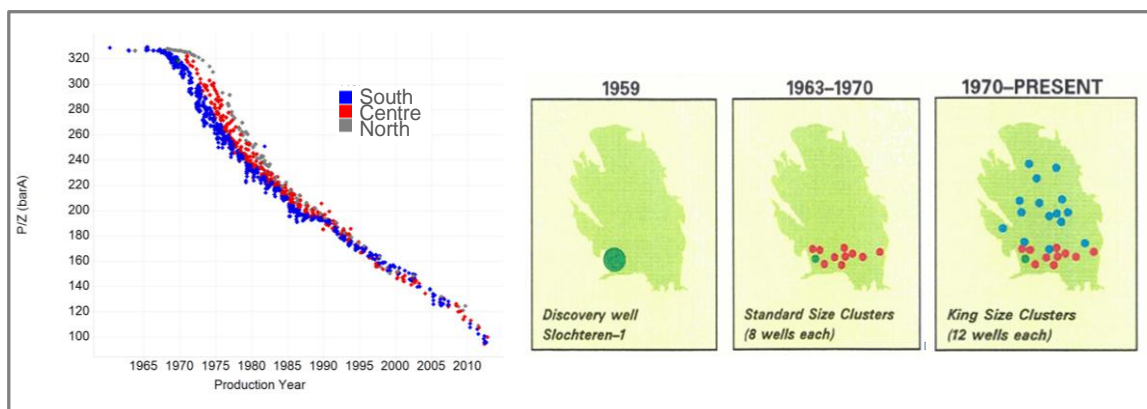 320
300
280
260
240
220
200
180
160
140
120
100
P/Z (barA)
1965 1970 1975 1980 1985 1990 1995 2000 2005 2010
Production Year
South
Centre
North
1959
Discovery well
Slochteren–1
1963–1970
Standard Size Clusters
(8 wells each)
1970–PRESENT
King Size Clusters
(12 wells each)